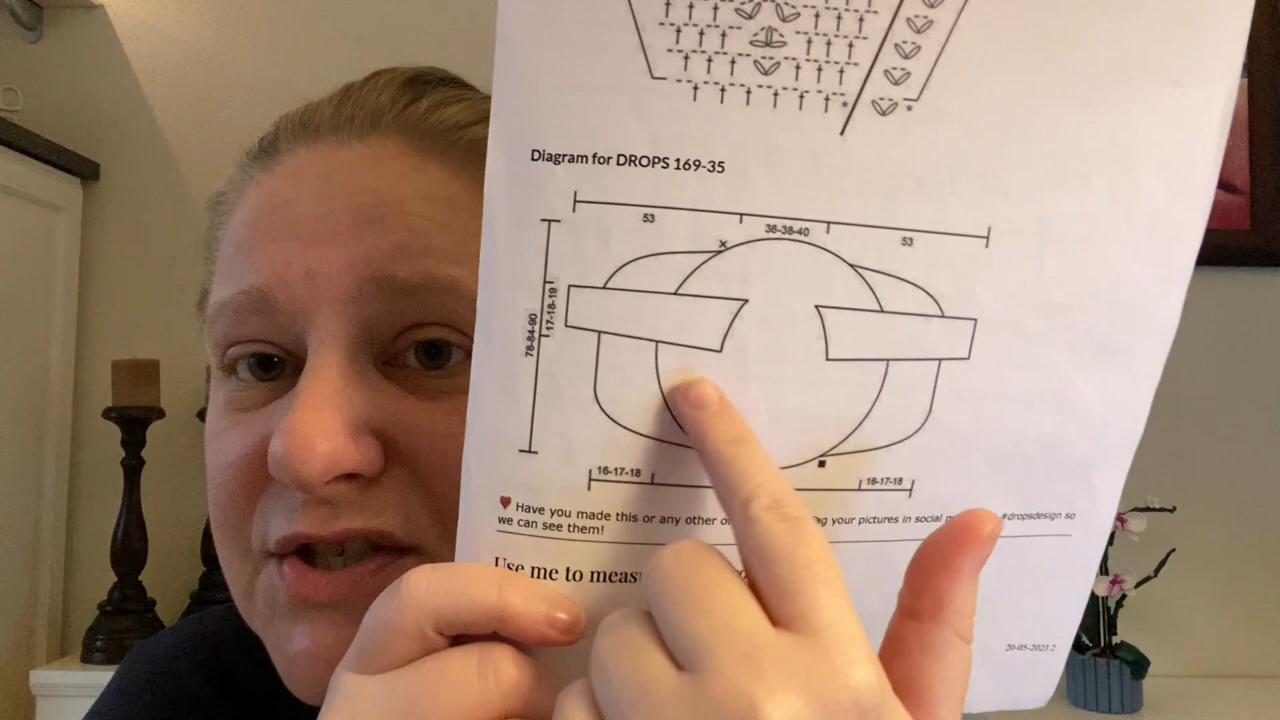 Diagram for DROPS 169-35
53
36-38-40
53
x
78-84-90
17-18-19
16-17-18
16-17-18
Have you made this or any other your pictures in social #dropsdesign so
we can see them!
Use me to
20-05-2023 2